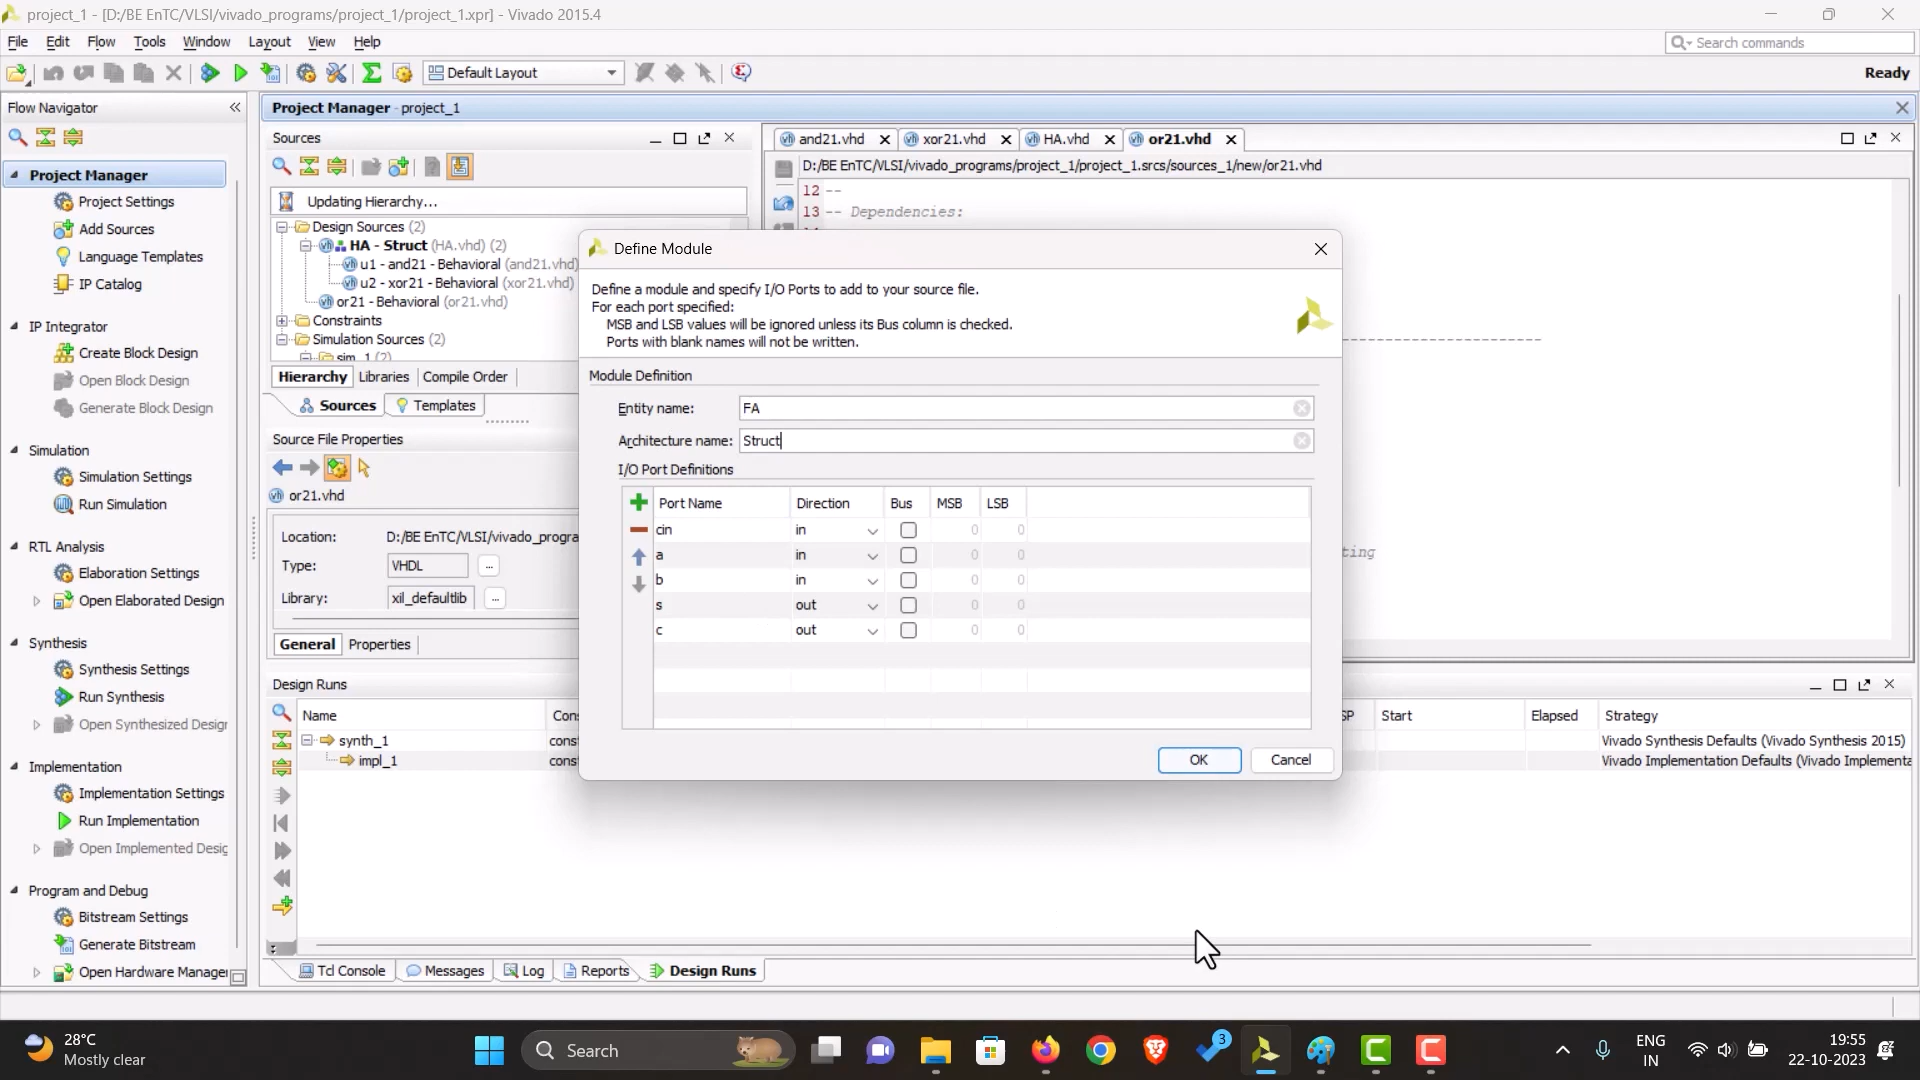 project_1 - [D:/BE EnTC/VLSI/vivado_programs/project_1/project_1.xpr] - Vivado 2015.4
File Edit Flow Tools Window Layout View Help
Search commands
Default Layout
Ready
Flow Navigator
Project Manager - project_1
Project Manager
Project Settings
Add Sources
Language Templates
IP Catalog
IP Integrator
Create Block Design
Open Block Design
Generate Block Design
Simulation
Simulation Settings
Run Simulation
RTL Analysis
Elaboration Settings
Open Elaborated Design
Synthesis
Synthesis Settings
Run Synthesis
Open Synthesized Design
Implementation
Implementation Settings
Run Implementation
Open Implemented Desig
Program and Debug
Bitstream Settings
Generate Bitstream
Open Hardware Manager
Sources
Updating Hierarchy...
Design Sources (2)
HA - Struct (HA.vhd) (2)
u1 - and21 - Behavioral (and21.vhd)
u2 - xor21 - Behavioral (xor21.vhd)
or21 - Behavioral (or21.vhd)
Constraints
Simulation Sources (2)
sim_1 (2)
Hierarchy Libraries Compile Order
Sources Templates
Source File Properties
or21.vhd
Location: D:/BE EnTC/VLSI/vivado_progra
Type: VHDL ...
Library: xil_defaultlib ...
General Properties
and21.vhd xor21.vhd HA.vhd or21.vhd
D:/BE EnTC/VLSI/vivado_programs/project_1/project_1.srcs/sources_1/new/or21.vhd
12 --
13 -- Dependencies:
ting
Define Module
Define a module and specify I/O Ports to add to your source file.
For each port specified:
MSB and LSB values will be ignored unless its Bus column is checked.
Ports with blank names will not be written.
Module Definition
Entity name: FA
Architecture name: Struct
I/O Port Definitions
Port Name Direction Bus MSB LSB
cin in 0 0
a in 0 0
b in 0 0
s out 0 0
c out 0 0
OK Cancel
Design Runs
Name Cons SP Start Elapsed Strategy
synth_1 const Vivado Synthesis Defaults (Vivado Synthesis 2015)
impl_1 const Vivado Implementation Defaults (Vivado Implementa
Tcl Console Messages Log Reports Design Runs
28°C
Mostly clear
Search
3
ENG
IN
19:55
22-10-2023